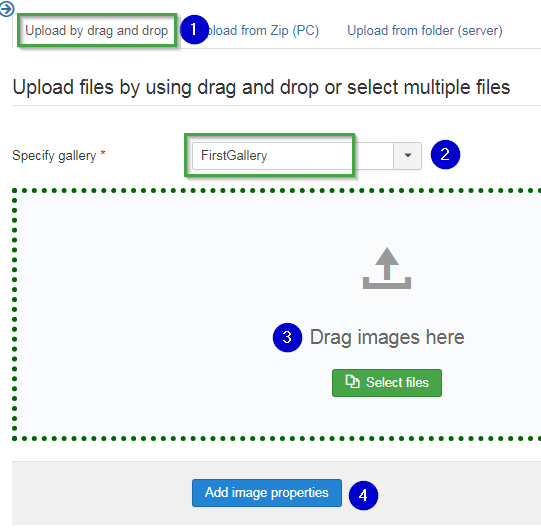 Upload by drag and drop 1 pload from Zip (PC) Upload from folder (server)
Upload files by using drag and drop or select multiple files
Specify gallery * FirstGallery 2
3 Drag images here
Select files
Add image properties 4